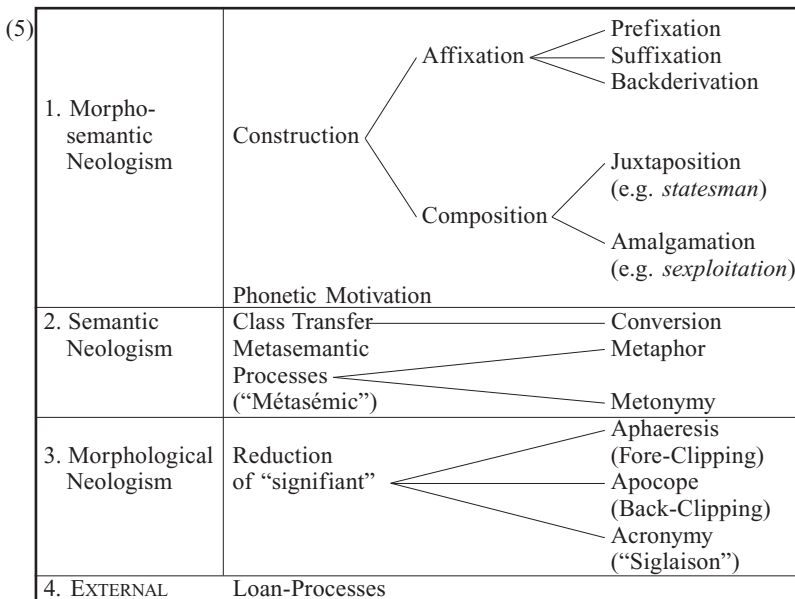 (5)
Prefixation
Affixation Suffixation
Backderivation
1. Morpho-
semantic Construction
Neologism
Juxtaposition
(e.g. statesman)
Composition
Amalgamation
(e.g. sexploitation)
Phonetic Motivation
2. Semantic Class Transfer Conversion
Neologism Metasemantic Metaphor
Processes
(“Métasémic”) Metonymy
Aphaeresis
3. Morphological Reduction (Fore-Clipping)
Neologism of “signifiant” Apocope
(Back-Clipping)
Acronymy
(“Siglaison”)
4. EXTERNAL Loan-Processes